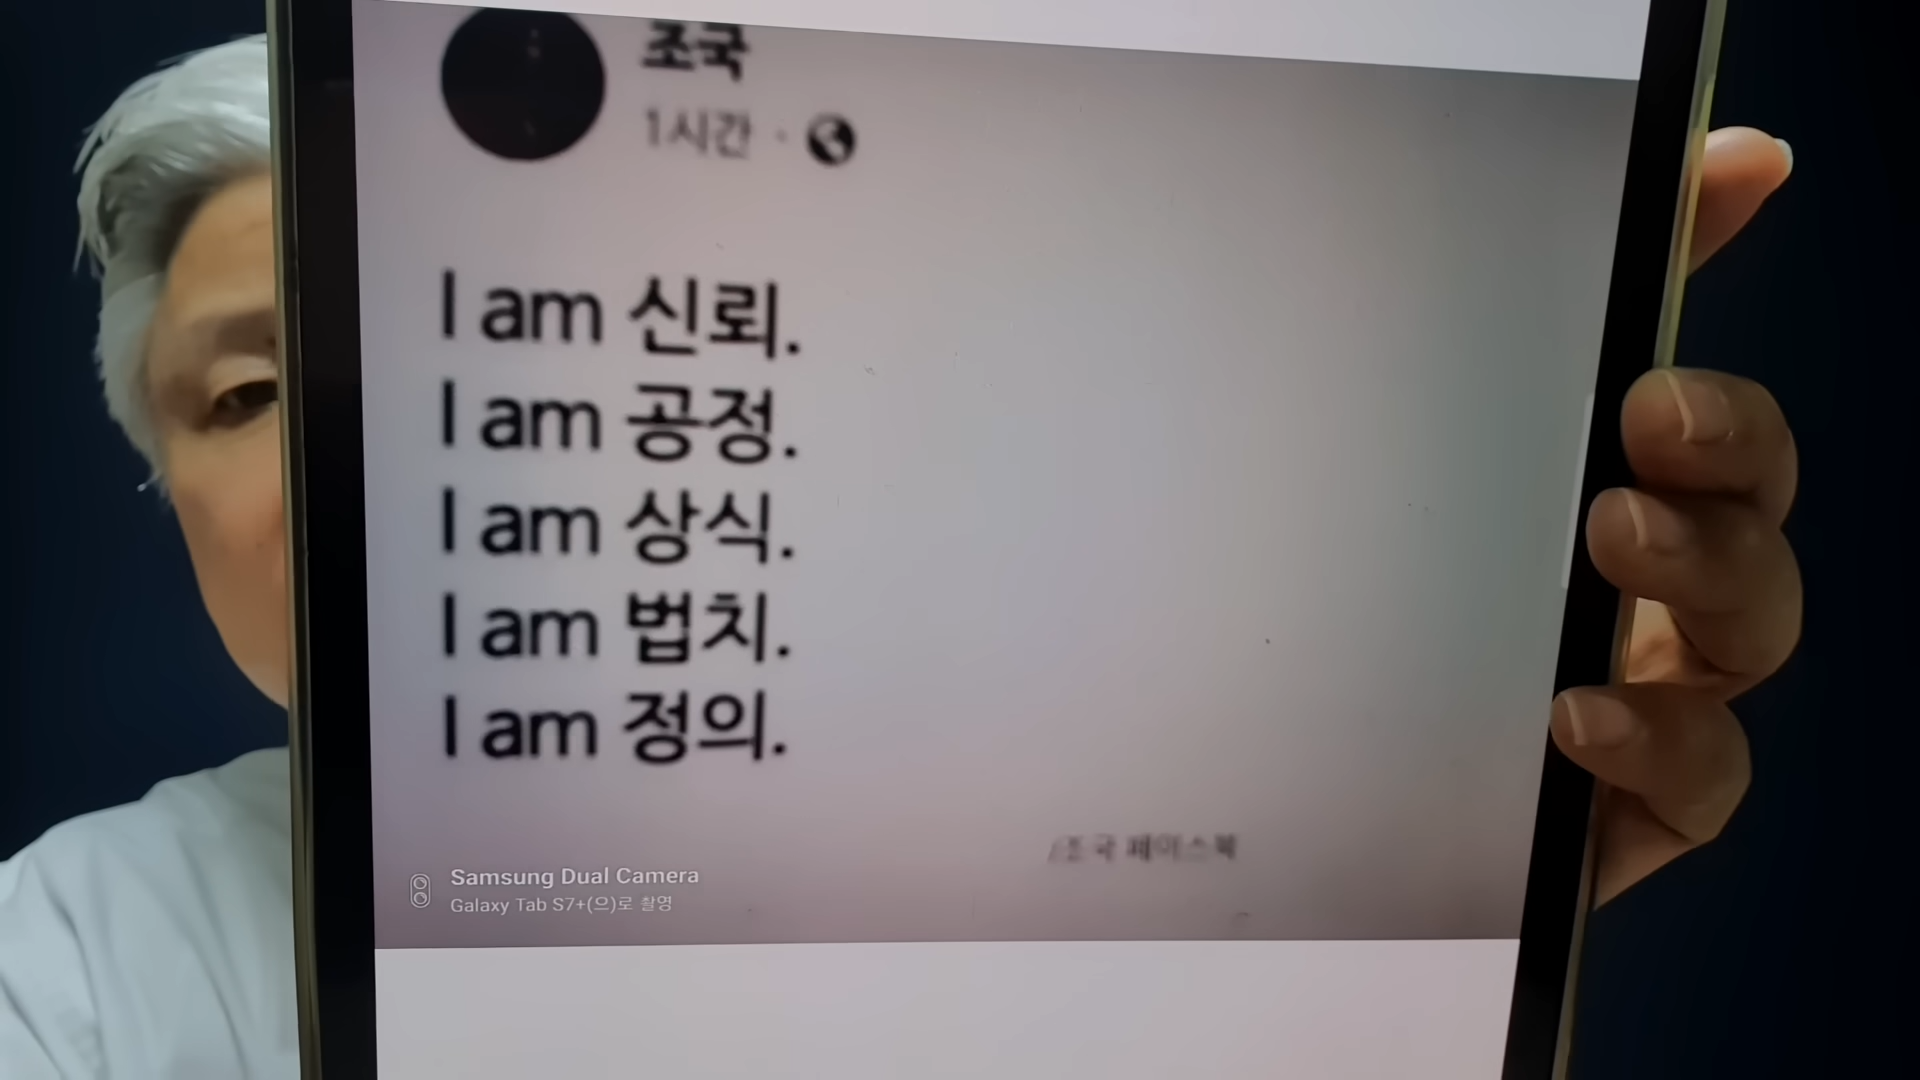 조국
1시간 ·
I am 신뢰.
I am 공정.
I am 상식.
I am 법치.
I am 정의.
/조국 페이스북
Samsung Dual Camera
Galaxy Tab S7+(으)로 촬영